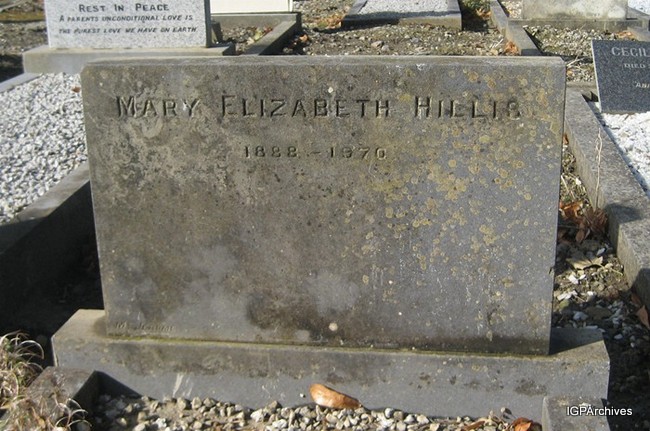 REST IN PEACE
A PARENTS UNCONDITIONAL LOVE IS
THE PUREST LOVE WE HAVE ON EARTH
CECIL
DIED
MARY ELIZABETH HILLIS
1888 - 1970
IGPArchives